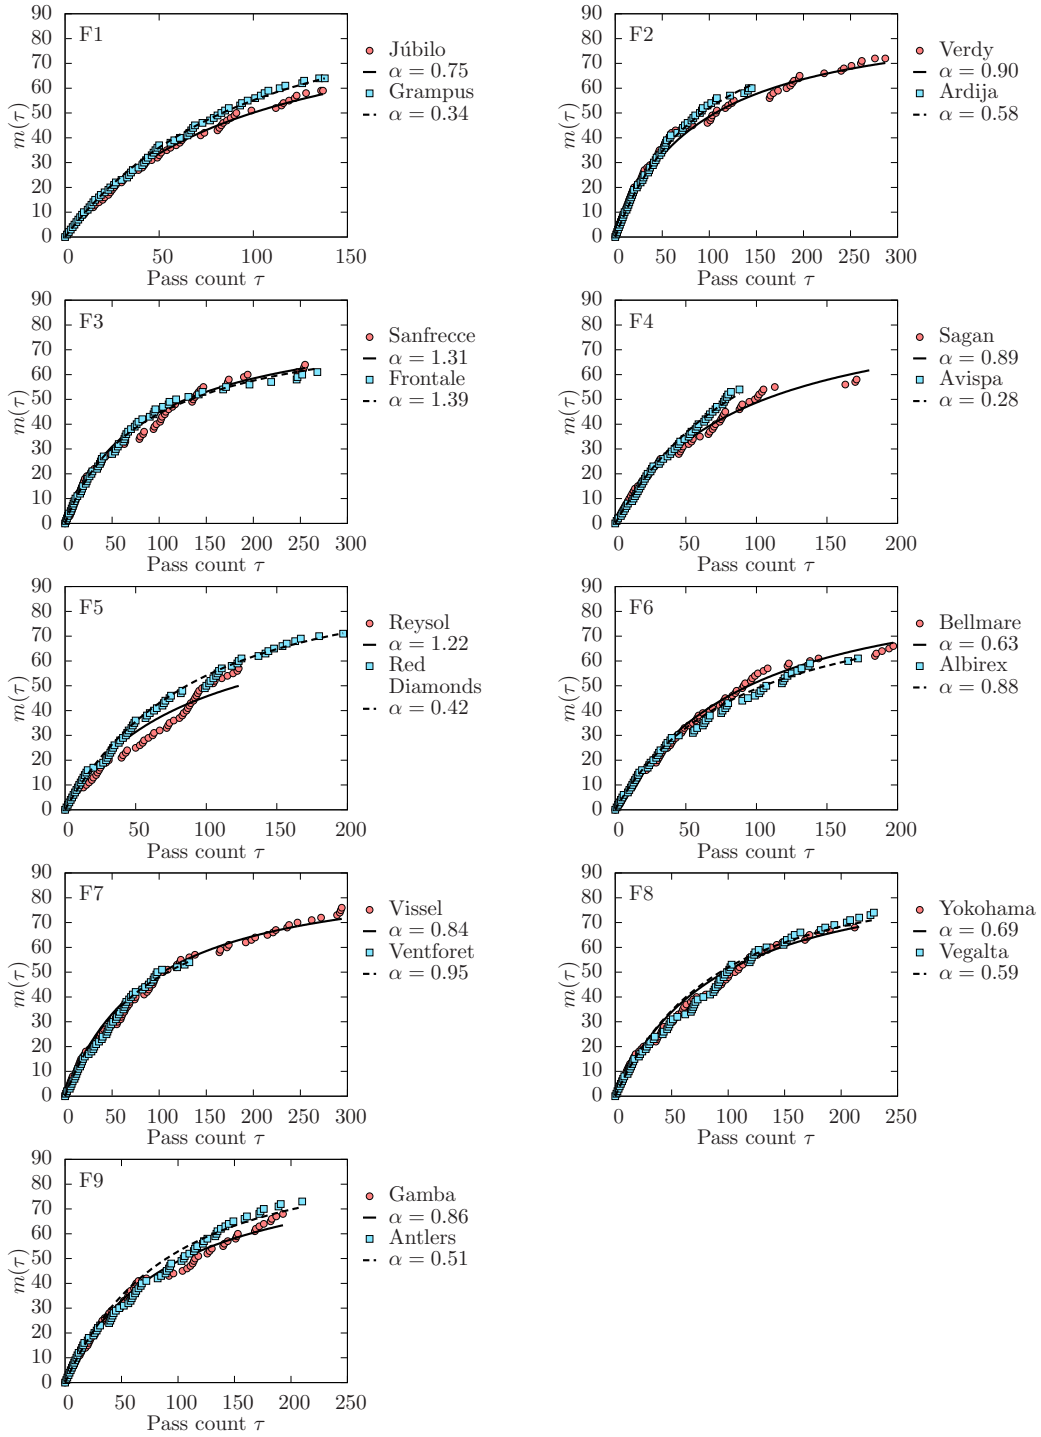 90
80
70
60
50
40
30
20
10
0
m(τ)
F1
0 50 100 150
Pass count τ
Júbilo
α = 0.75
Grampus
α = 0.34
90
80
70
60
50
40
30
20
10
0
m(τ)
F2
0 50 100 150 200 250 300
Pass count τ
Verdy
α = 0.90
Ardija
α = 0.58
90
80
70
60
50
40
30
20
10
0
m(τ)
F3
0 50 100 150 200 250 300
Pass count τ
Sanfrecce
α = 1.31
Frontale
α = 1.39
90
80
70
60
50
40
30
20
10
0
m(τ)
F4
0 50 100 150 200
Pass count τ
Sagan
α = 0.89
Avispa
α = 0.28
90
80
70
60
50
40
30
20
10
0
m(τ)
F5
0 50 100 150 200
Pass count τ
Reysol
α = 1.22
Red
Diamonds
α = 0.42
90
80
70
60
50
40
30
20
10
0
m(τ)
F6
0 50 100 150 200
Pass count τ
Bellmare
α = 0.63
Albirex
α = 0.88
90
80
70
60
50
40
30
20
10
0
m(τ)
F7
0 50 100 150 200 250 300
Pass count τ
Vissel
α = 0.84
Ventforet
α = 0.95
90
80
70
60
50
40
30
20
10
0
m(τ)
F8
0 50 100 150 200 250
Pass count τ
Yokohama
α = 0.69
Vegalta
α = 0.59
90
80
70
60
50
40
30
20
10
0
m(τ)
F9
0 50 100 150 200 250
Pass count τ
Gamba
α = 0.86
Antlers
α = 0.51